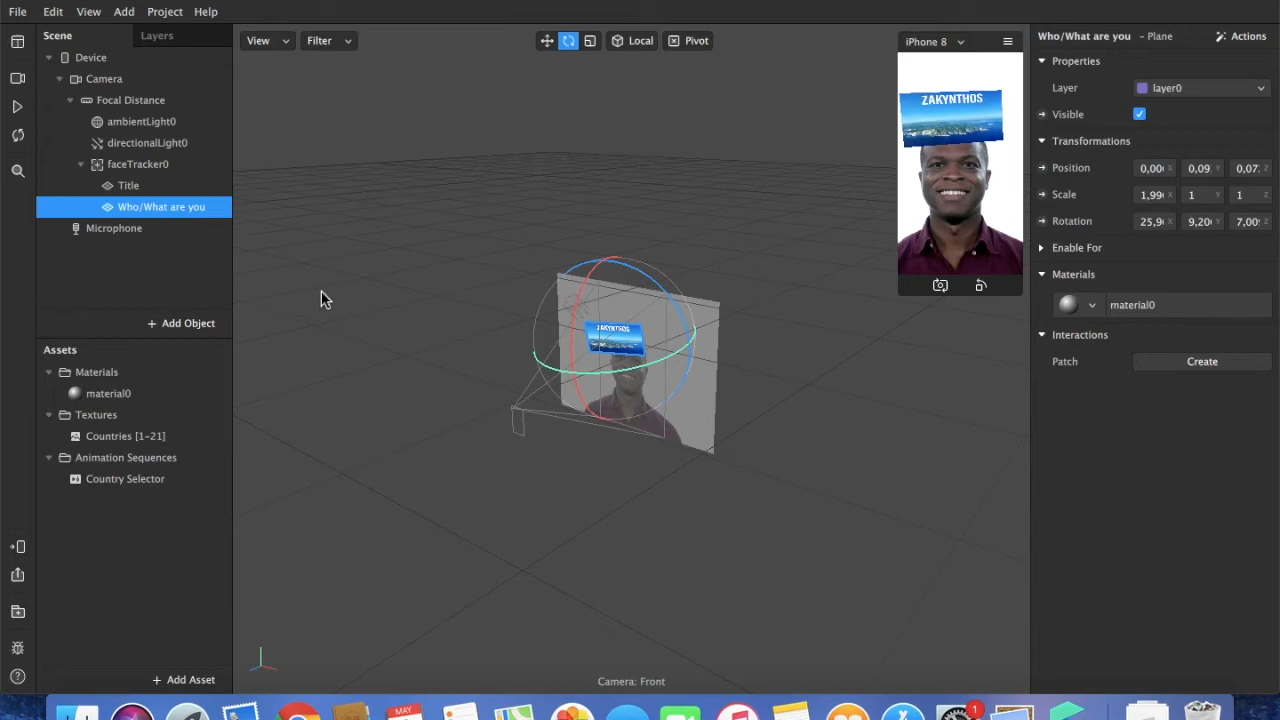 File Edit View Add Project Help
Scene Layers
Device
Camera
Focal Distance
ambientLight0
directionalLight0
faceTracker0
Title
Who/What are you
Microphone
+ Add Object
Assets
Materials
material0
Textures
Countries [1-21]
Animation Sequences
Country Selector
+ Add Asset
View Filter Local Pivot
ZAKYNTHOS
Camera: Front
iPhone 8
ZAKYNTHOS
Who/What are you – Plane Actions
Properties
Layer layer0
Visible
Transformations
Position 0,00 X 0,09 Y 0,07 Z
Scale 1,99 X 1 Y 1 Z
Rotation 25,9 X 9,20 Y 7,00 Z
Enable For
Materials
material0
Interactions
Patch Create
MAY
1